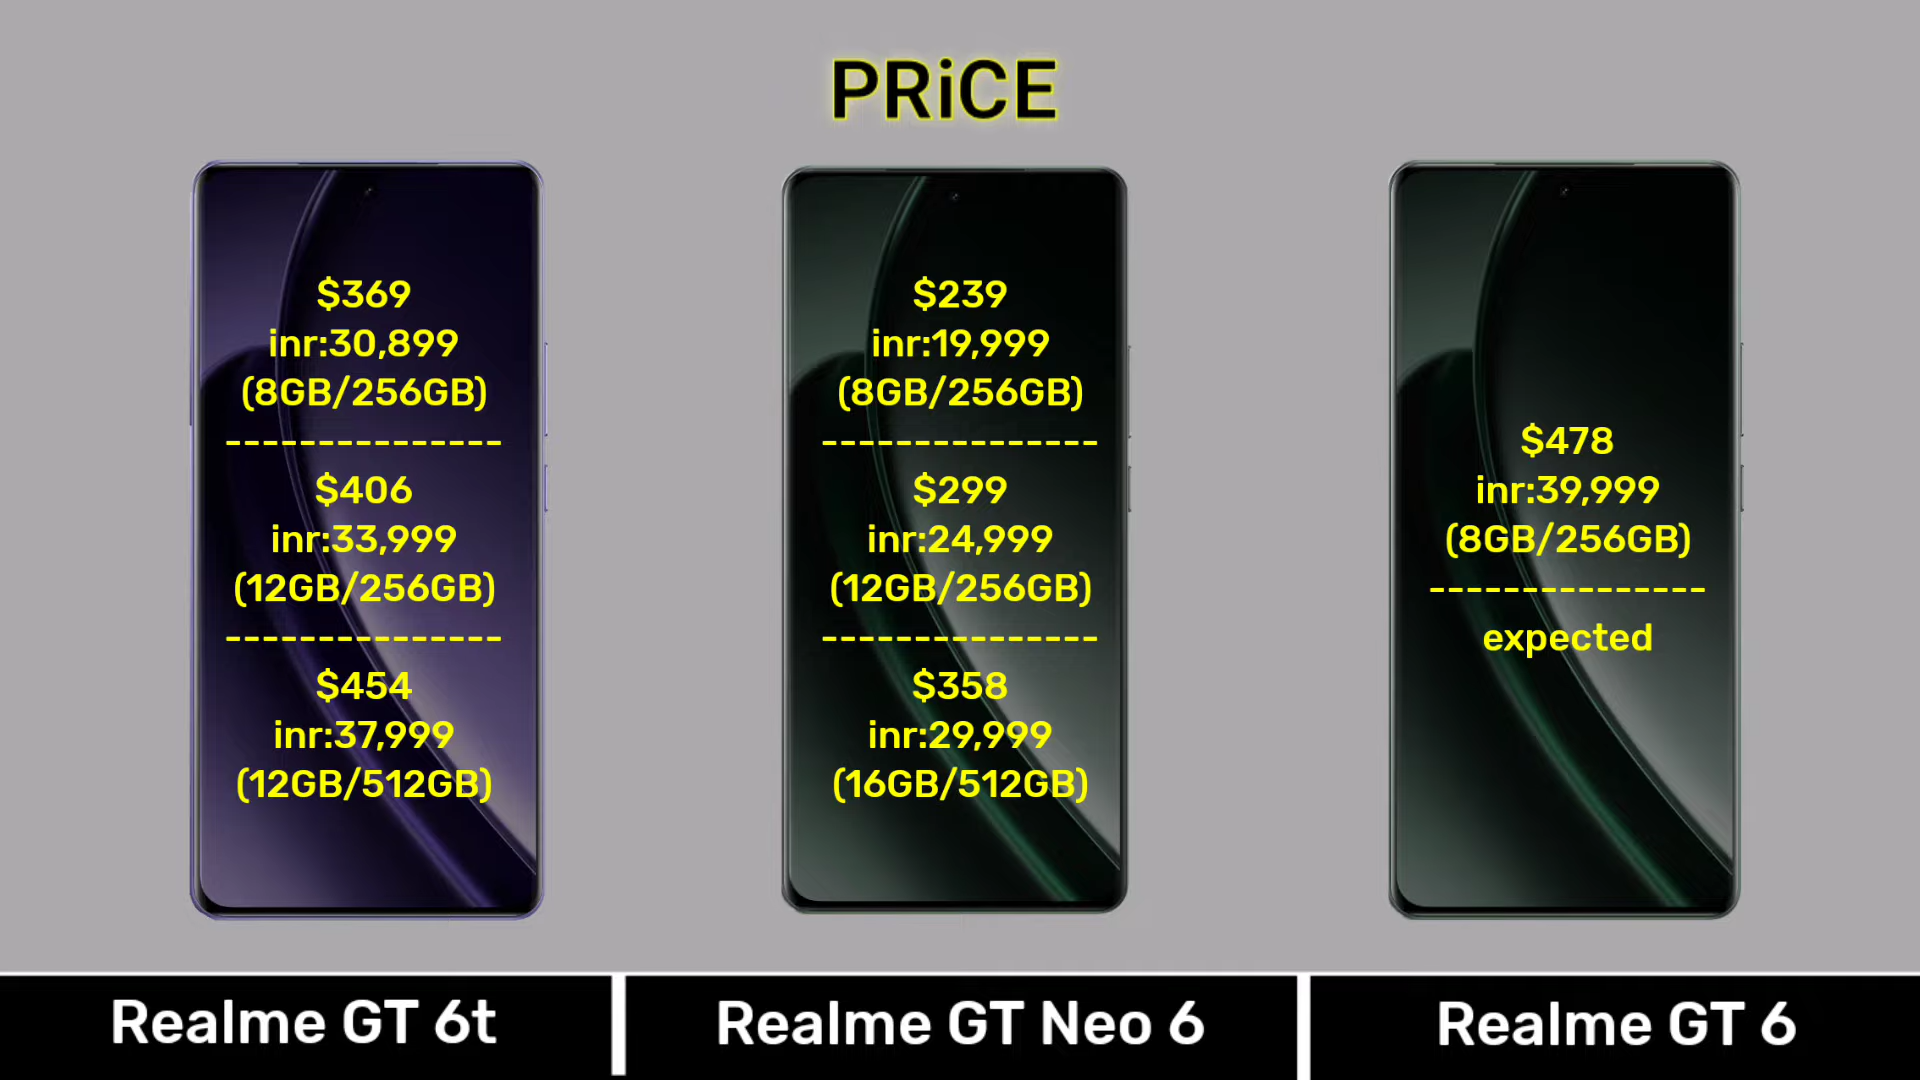 PRiCE
$369
inr:30,899
(8GB/256GB)
---------------
$406
inr:33,999
(12GB/256GB)
---------------
$454
inr:37,999
(12GB/512GB)
$239
inr:19,999
(8GB/256GB)
---------------
$299
inr:24,999
(12GB/256GB)
---------------
$358
inr:29,999
(16GB/512GB)
$478
inr:39,999
(8GB/256GB)
---------------
expected
Realme GT 6t
Realme GT Neo 6
Realme GT 6